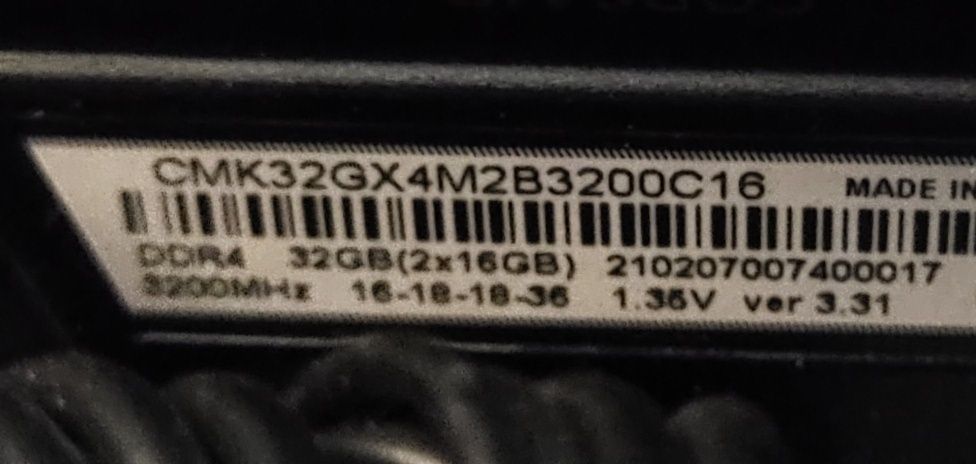 CMK32GX4M2B3200C16 MADE IN
DDR4 32GB(2x16GB) 210207007400017
3200MHz 16-18-18-36 1.35V ver 3.31